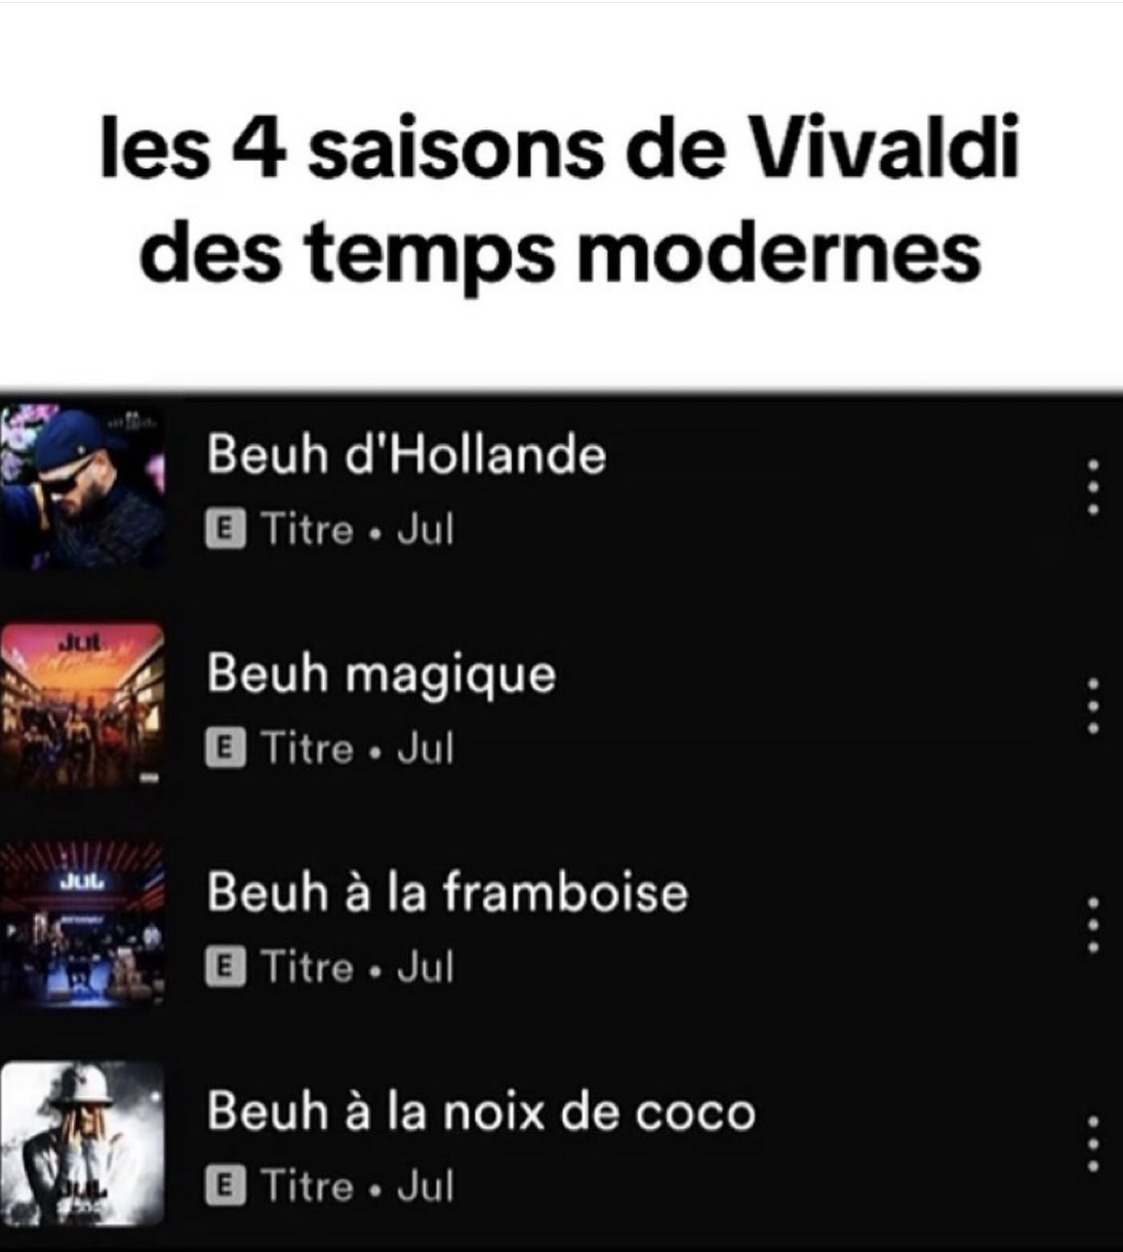 les 4 saisons de Vivaldi
des temps modernes
Beuh d'Hollande
E Titre • Jul
JUL
Beuh magique
E Titre • Jul
JUL
Beuh à la framboise
E Titre • Jul
Beuh à la noix de coco
E Titre • Jul
JUL